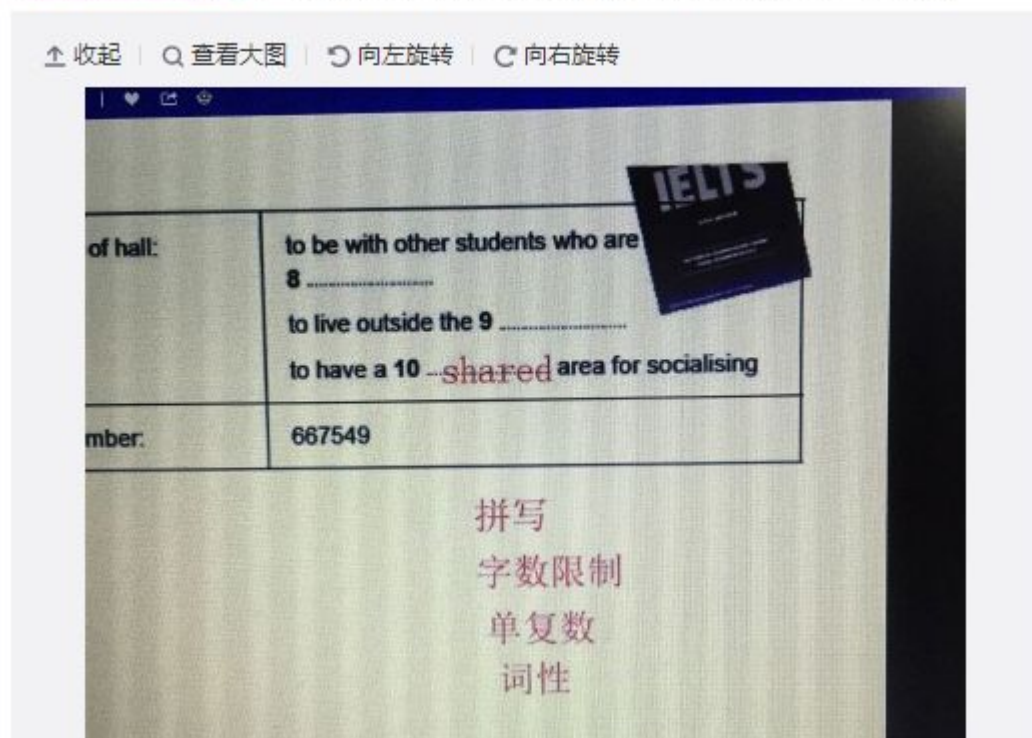 收起 查看大图 向左旋转 向右旋转
IELTS
of hall:
to be with other students who are
8
to live outside the 9
to have a 10 shared area for socialising
mber:
667549
拼写
字数限制
单复数
词性